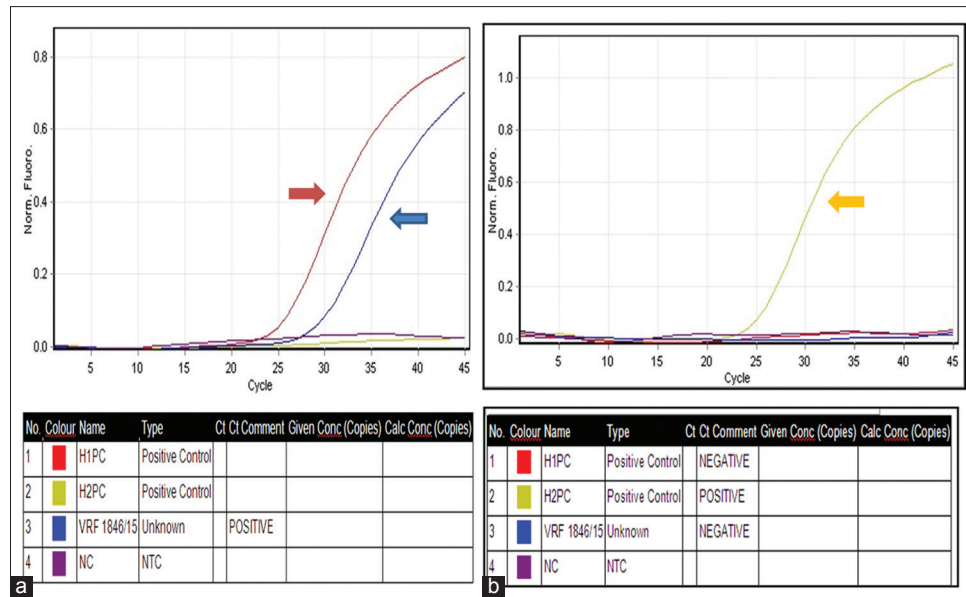 0.8
0.6
0.4
0.2
0.0
Norm. Fluoro.
5 10 15 20 25 30 35 40 45
Cycle
No. Colour Name Type Ct Ct Comment Given Conc (Copies) Calc Conc (Copies)
1 H1PC Positive Control
2 H2PC Positive Control
3 VRF 1846/15 Unknown POSITIVE
4 NC NTC
a
1.0
0.8
0.6
0.4
0.2
0.0
Norm. Fluoro.
5 10 15 20 25 30 35 40 45
Cycle
No. Colour Name Type Ct Ct Comment Given Conc (Copies) Calc Conc (Copies)
1 H1PC Positive Control NEGATIVE
2 H2PC Positive Control POSITIVE
3 VRF 1846/15 Unknown NEGATIVE
4 NC NTC
b